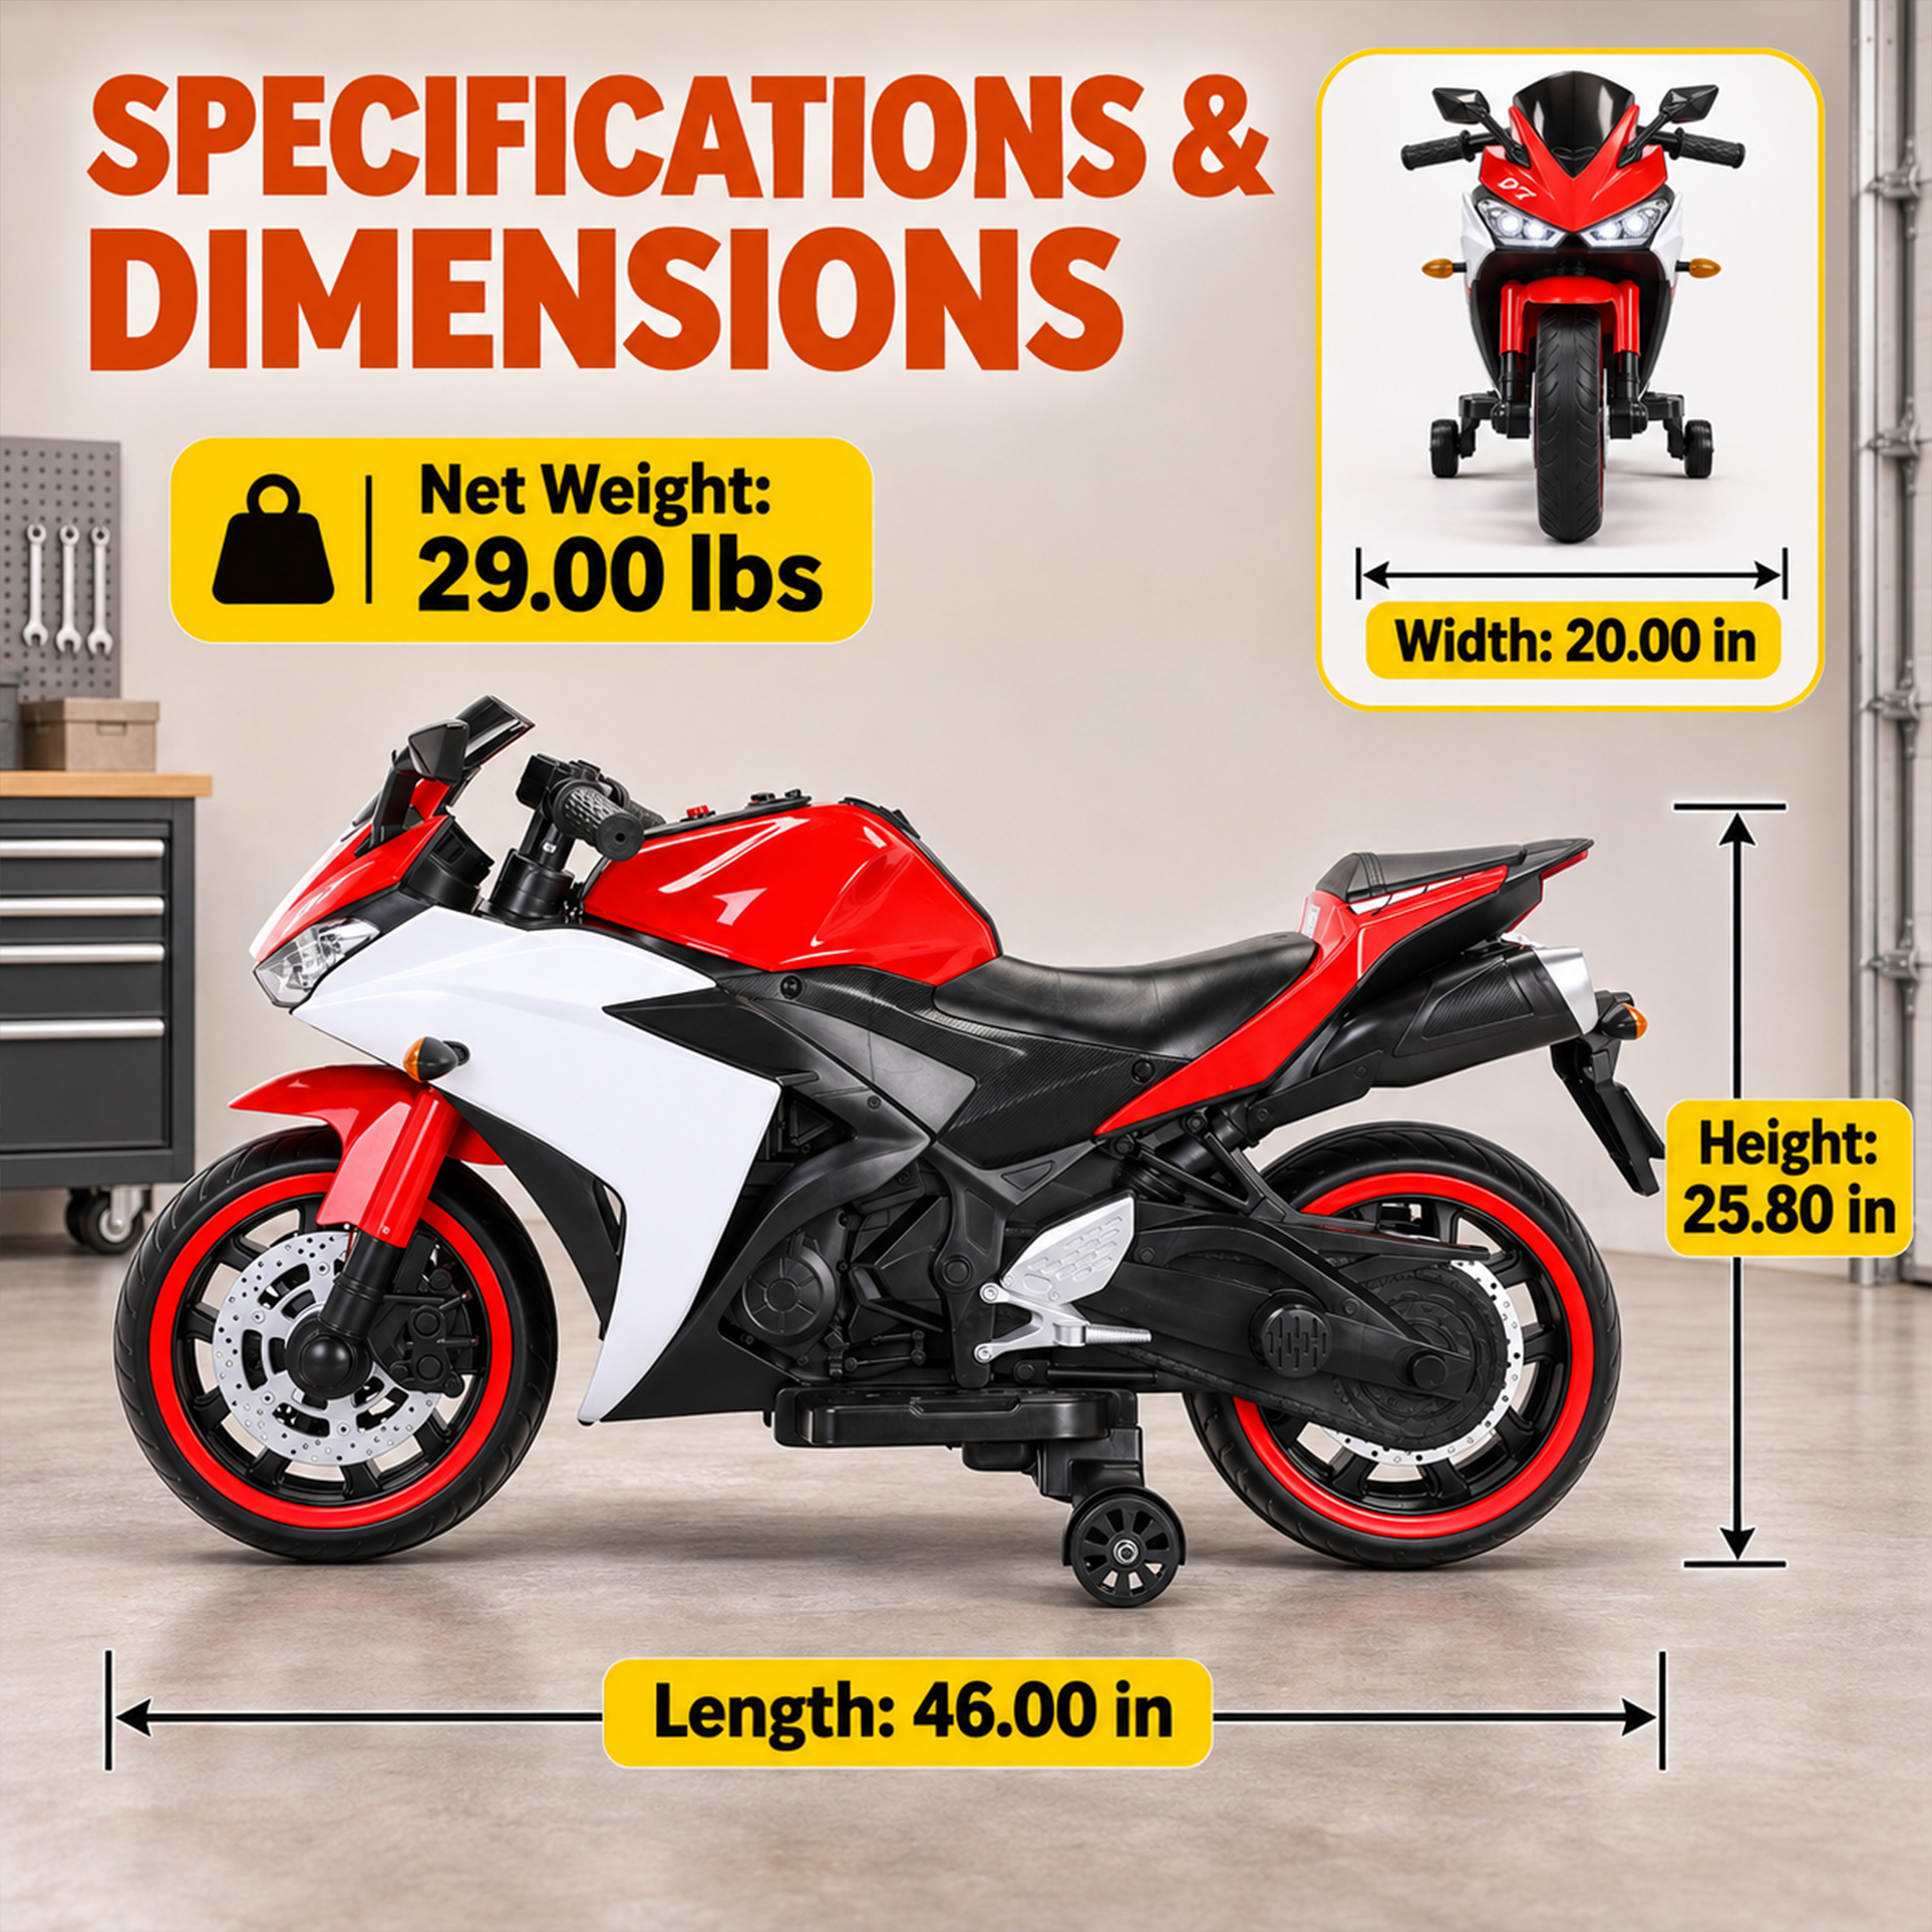 SPECIFICATIONS &
DIMENSIONS
Net Weight:
29.00 lbs
D7
Width: 20.00 in
Height:
25.80 in
Length: 46.00 in